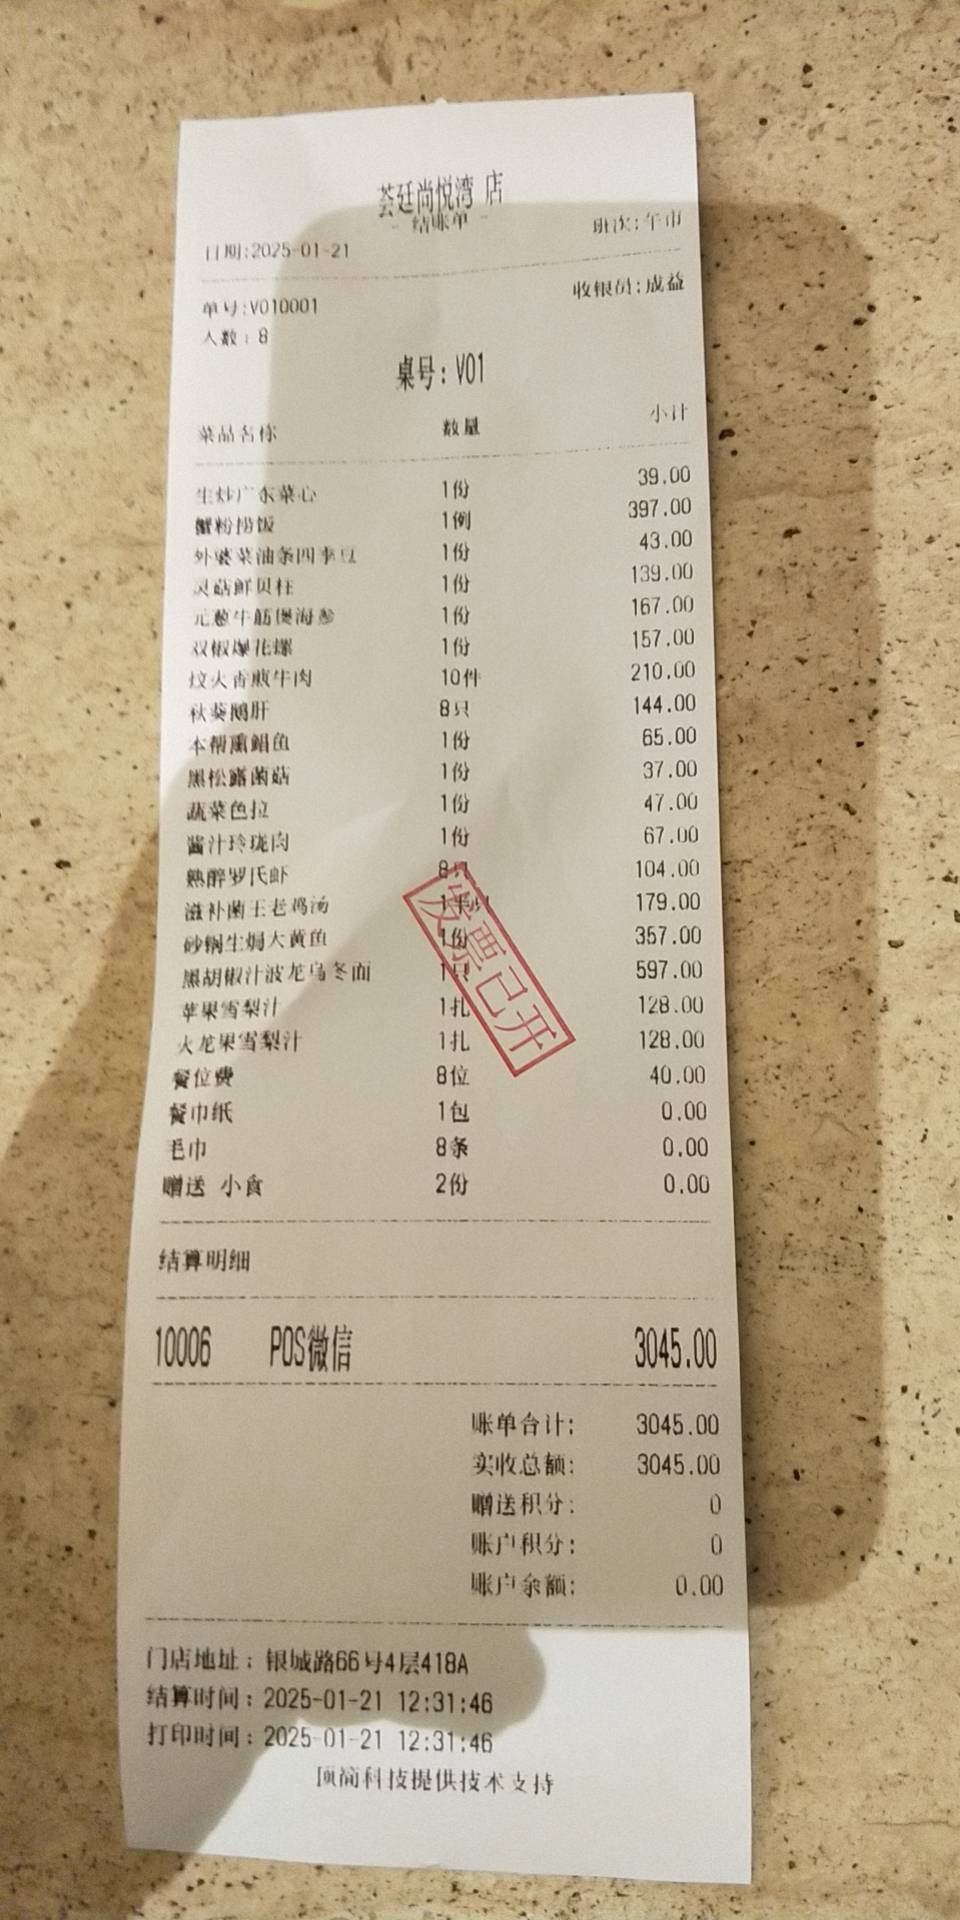 荟廷尚悦湾 店
- 结账单 -
日期:2025-01-21 班次:午市
单号:V010001 收银员:成益
人数: 8
桌号: V01
菜品名称 数量 小计
生炒广东菜心 1份 39.00
蟹粉捞饭 1例 397.00
外婆菜油条四季豆 1份 43.00
灵菇鲜贝柱 1份 139.00
元葱牛筋煲海参 1份 167.00
双椒爆花螺 1份 157.00
炆火香煎牛肉 10件 210.00
秋葵鹅肝 8只 144.00
本帮熏鲳鱼 1份 65.00
黑松露菌菇 1份 37.00
蔬菜色拉 1份 47.00
酱汁玲珑肉 1份 67.00
熟醉罗氏虾 8只 104.00
滋补菌王老鸡汤 1半只 179.00
砂锅生焗大黄鱼 1份 357.00
黑胡椒汁波龙乌冬面 1只 597.00
苹果雪梨汁 1扎 128.00
火龙果雪梨汁 1扎 128.00
餐位费 8位 40.00
餐巾纸 1包 0.00
毛巾 8条 0.00
赠送 小食 2份 0.00
发票已开
结算明细
10006 POS微信 3045.00
账单合计: 3045.00
实收总额: 3045.00
赠送积分: 0
账户积分: 0
账户余额: 0.00
门店地址: 银城路66号4层418A
结算时间: 2025-01-21 12:31:46
打印时间: 2025-01-21 12:31:46
顶简科技提供技术支持